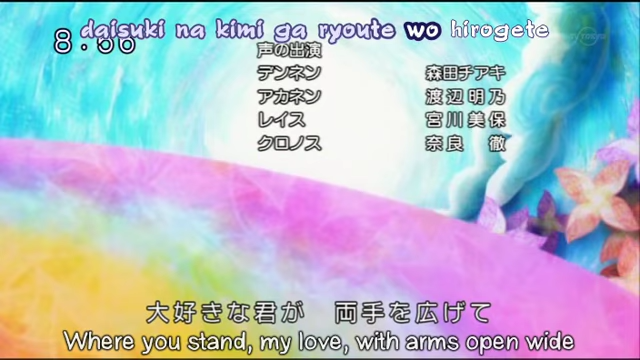 daisuki na kimi ga ryoute wo hirogete
8:56
声の出演
デンネン 森田チアキ
アカネン 渡辺明乃
レイス 宮川美保
クロノス 奈良 徹
大好きな君が 両手を広げて
Where you stand, my love, with arms open wide